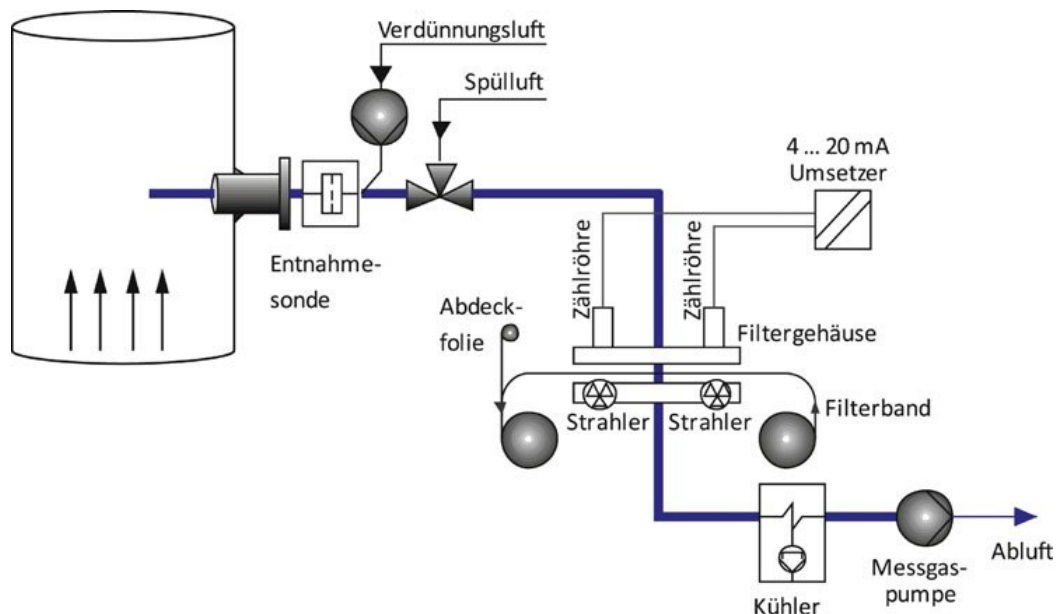 Verdünnungsluft
Spülluft
4 ... 20 mA
Umsetzer
Entnahme-
sonde
Zählröhre
Zählröhre
Abdeck-
folie
Filtergehäuse
Strahler
Strahler
Filterband
Kühler
Messgas-
pumpe
Abluft